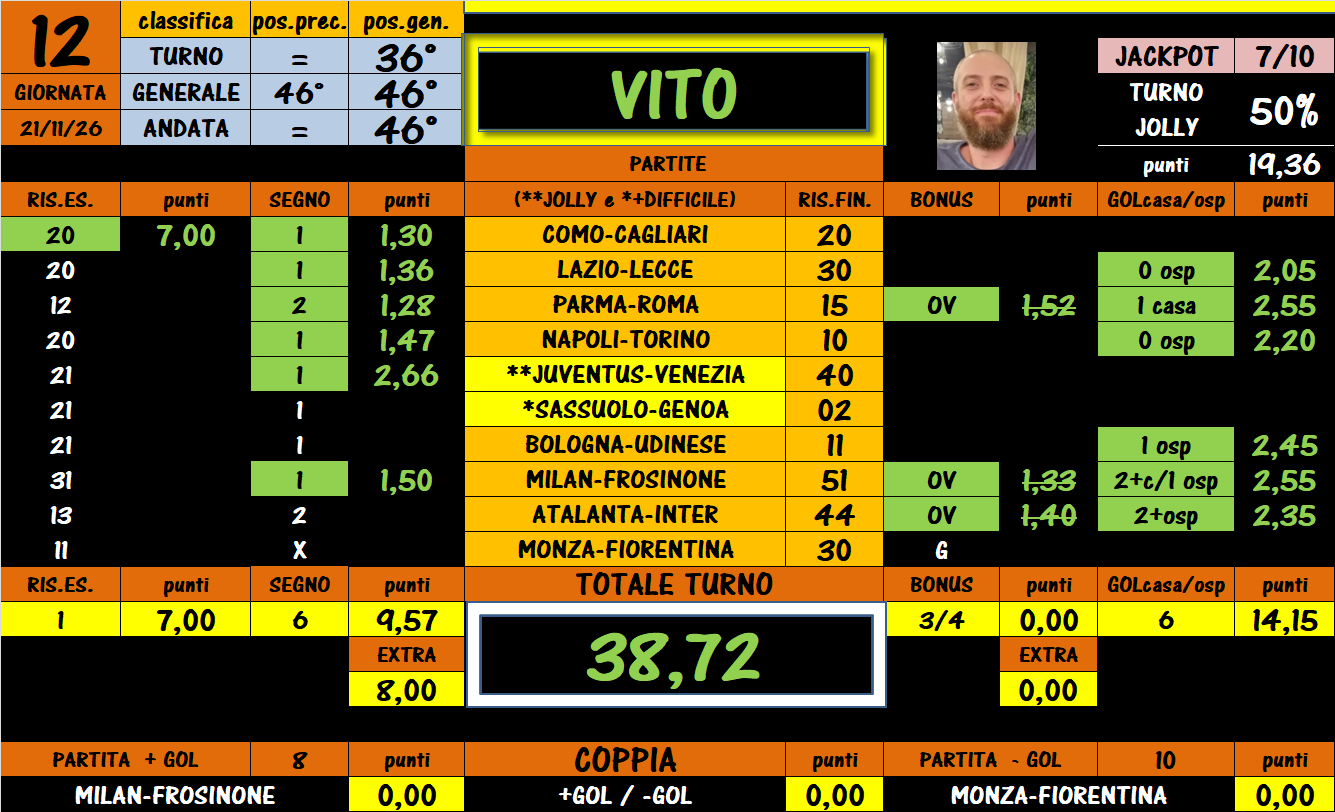 12 classifica pos.prec. pos.gen.
TURNO = 36°
GIORNATA GENERALE 46° 46°
21/11/26 ANDATA = 46°
VITO
JACKPOT 7/10
TURNO
JOLLY
50%
punti 19,36
PARTITE
RIS.ES. punti SEGNO punti (**JOLLY e *+DIFFICILE) RIS.FIN. BONUS punti GOLcasa/osp punti
20 7,00 1 1,30 COMO-CAGLIARI 20
20 1 1,36 LAZIO-LECCE 30 0 osp 2,05
12 2 1,28 PARMA-ROMA 15 OV 1,52 1 casa 2,55
20 1 1,47 NAPOLI-TORINO 10 0 osp 2,20
21 1 2,66 **JUVENTUS-VENEZIA 40
21 1 *SASSUOLO-GENOA 02
21 1 BOLOGNA-UDINESE 11 1 osp 2,45
31 1 1,50 MILAN-FROSINONE 51 OV 1,33 2+c/1 osp 2,55
13 2 ATALANTA-INTER 44 OV 1,40 2+osp 2,35
11 X MONZA-FIORENTINA 30 G
RIS.ES. punti SEGNO punti TOTALE TURNO BONUS punti GOLcasa/osp punti
1 7,00 6 9,57 38,72 3/4 0,00 6 14,15
EXTRA EXTRA
8,00 0,00
PARTITA + GOL 8 punti COPPIA punti PARTITA - GOL 10 punti
MILAN-FROSINONE 0,00 +GOL / -GOL 0,00 MONZA-FIORENTINA 0,00